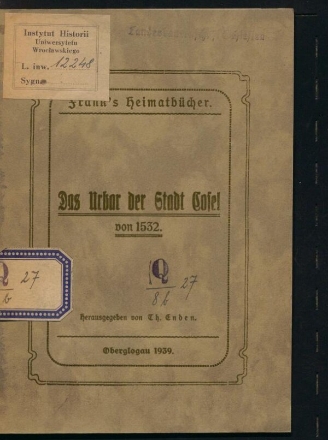 Instytut Historii
Uniwersytetu
Wrocławskiego
L. inw. 12248
Sygn.
Frank's Heimatbücher.
Das Urbar der Stadt Cosel
von 1532.
Q 27
b
Q 27
8b
Herausgegeben von Th. Enden.
Oberglogau 1939.